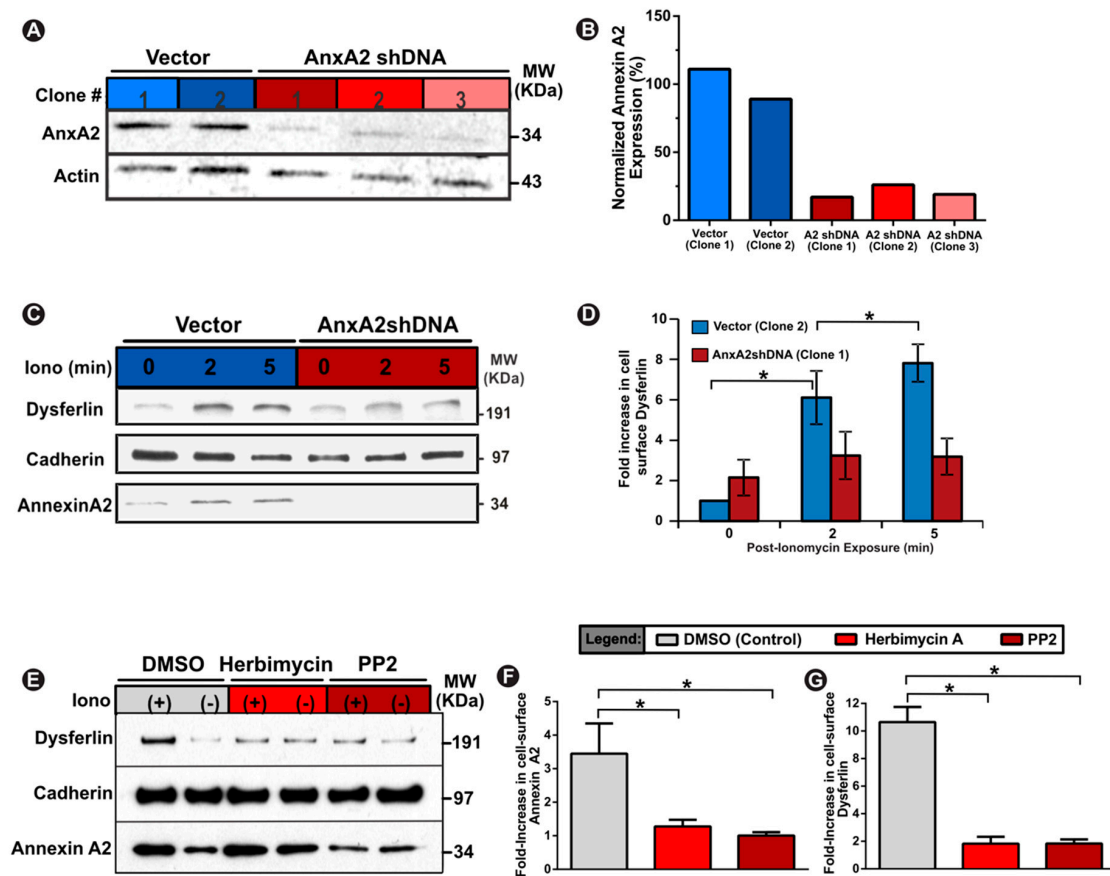 A
Vector AnxA2 shDNA
MW
(KDa)
Clone # 1 2 1 2 3
AnxA2
-34
Actin
-43
B
Normalized Annexin A2
Expression (%)
150
100
50
0
Vector
(Clone 1)
Vector
(Clone 2)
A2 shDNA
(Clone 1)
A2 shDNA
(Clone 2)
A2 shDNA
(Clone 3)
C
Vector AnxA2shDNA
Iono (min) 0 2 5 0 2 5
MW
(KDa)
Dysferlin
- 191
Cadherin
- 97
AnnexinA2
- 34
D
Fold increase in cell
surface Dysferlin
10
8
6
4
2
0
Vector (Clone 2)
AnxA2shDNA (Clone 1)
*
*
0 2 5
Post-Ionomycin Exposure (min)
Legend: DMSO (Control) Herbimycin A PP2
E
DMSO Herbimycin PP2
MW
(KDa)
Iono (+) (-) (+) (-) (+) (-)
Dysferlin
-191
Cadherin
-97
Annexin A2
-34
F
Fold-Increase in cell-surface
Annexin A2
5
4
3
2
1
0
*
*
G
Fold-Increase in cell-surface
Dysferlin
12
10
8
6
4
2
0
*
*